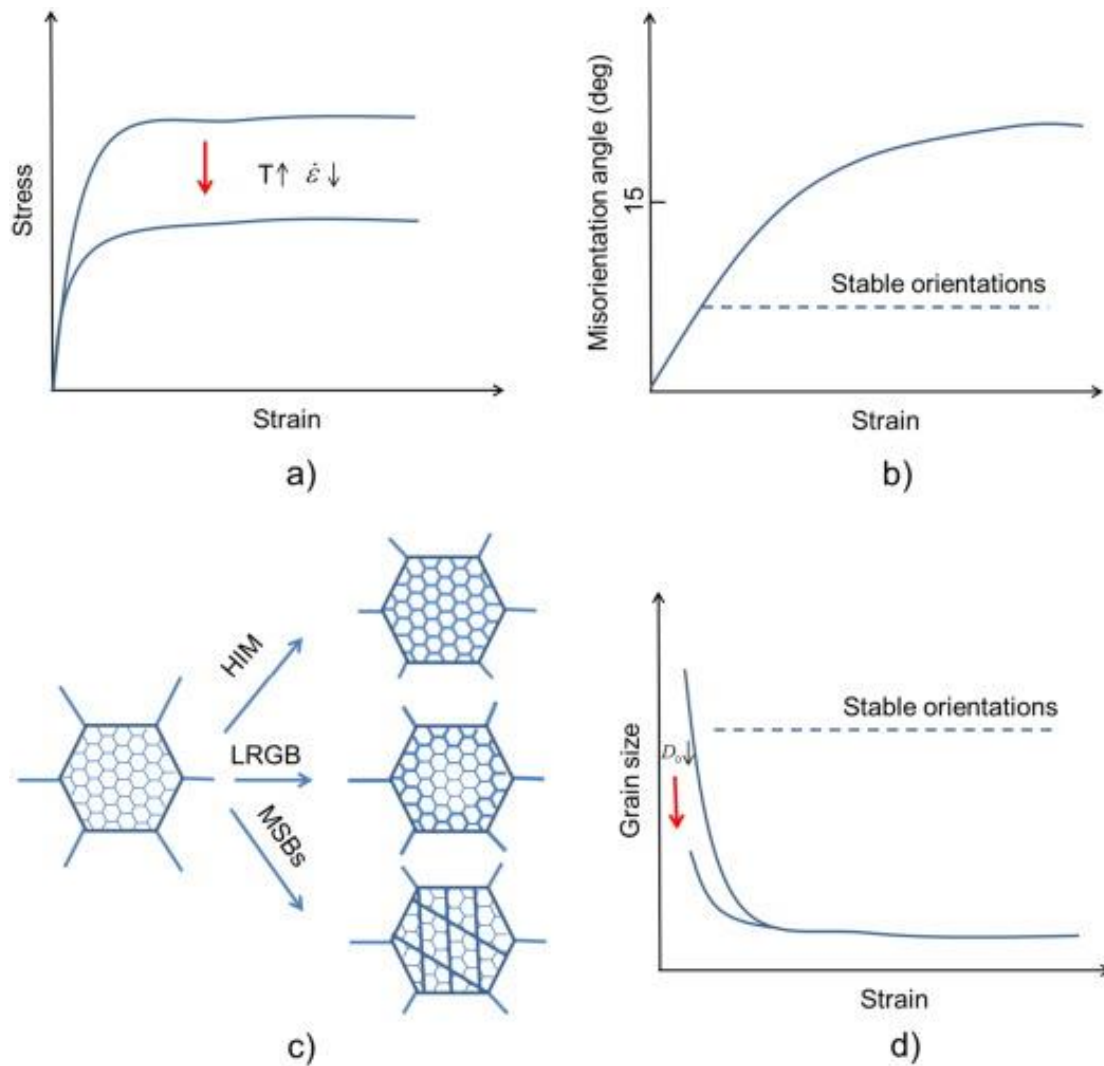 Stress
T↑ ε̇↓
Strain
a)
Misorientation angle (deg)
15
Stable orientations
Strain
b)
HIM
LRGB
MSBs
c)
Grain size
D₀↓
Stable orientations
Strain
d)